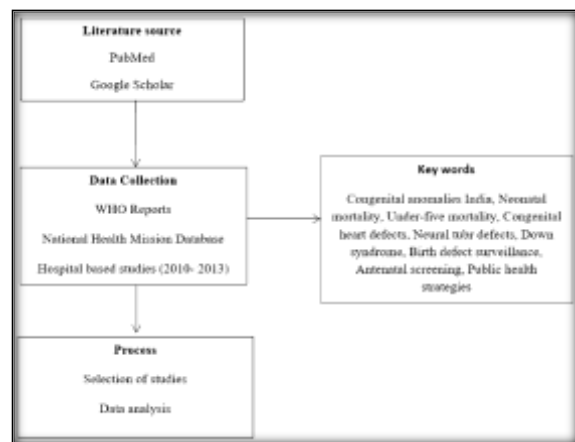 Literature source
PubMed
Google Scholar
Data Collection
WHO Reports
National Health Mission Database
Hospital based studies (2010- 2013)
Key words
Congenital anomalies India, Neonatal
mortality, Under-five mortality, Congenital
heart defects, Neural tubr defects, Down
syndrome, Birth defect surveillance,
Antenatal screening, Public health
strategies
Process
Selection of studies
Data analysis